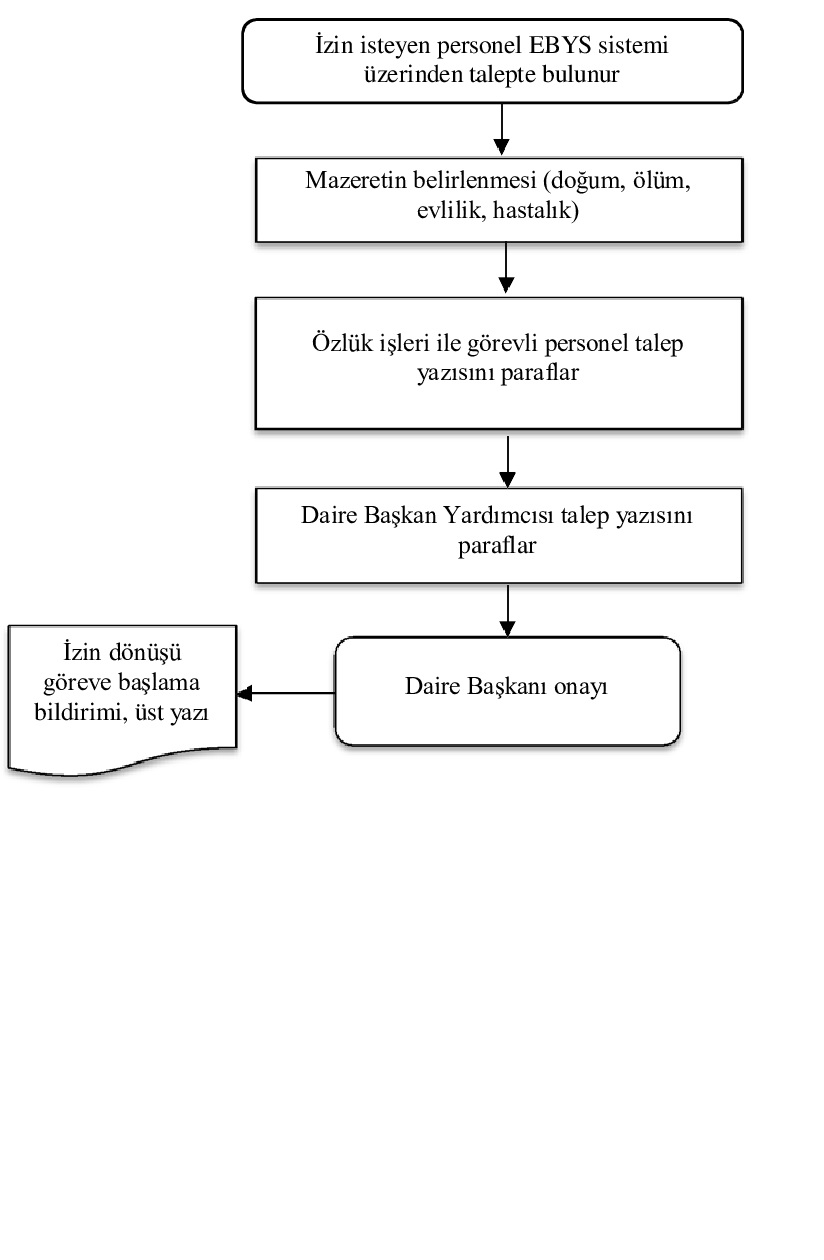 İzin isteyen personel EBYS sistemi
üzerinden talepte bulunur
Mazeretin belirlenmesi (doğum, ölüm,
evlilik, hastalık)
Özlük işleri ile görevli personel talep
yazısını paraflar
Daire Başkan Yardımcısı talep yazısını
paraflar
Daire Başkanı onayı
İzin dönüşü
göreve başlama
bildirimi, üst yazı